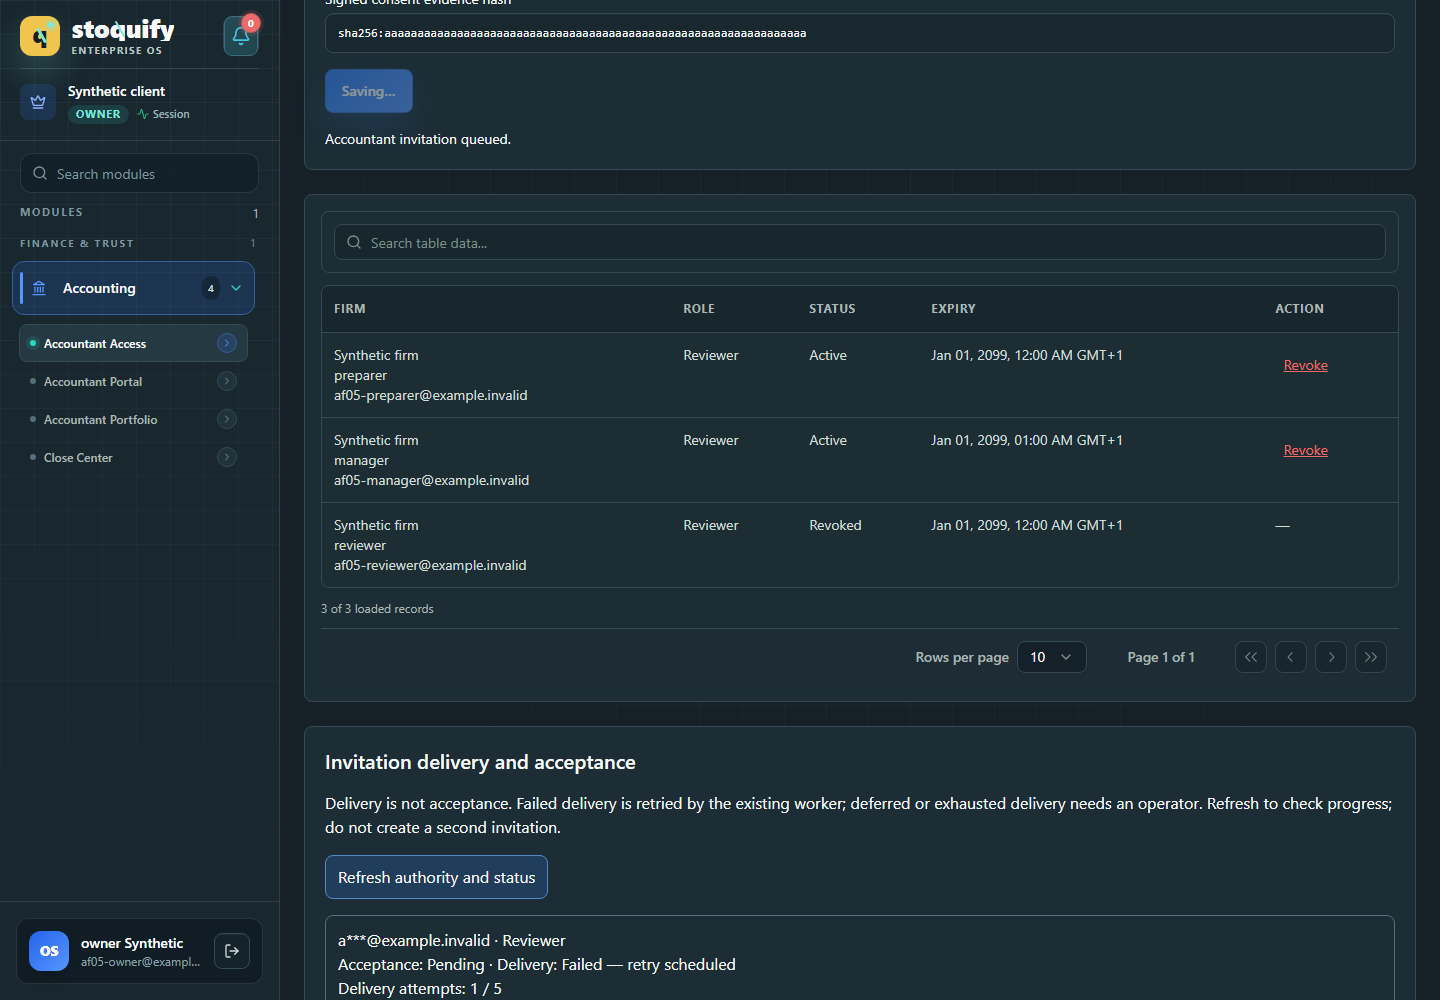 stoquify
ENTERPRISE OS
0
Synthetic client
OWNER
Session
Search modules
MODULES
1
FINANCE & TRUST
1
Accounting
4
Accountant Access
Accountant Portal
Accountant Portfolio
Close Center
OS
owner Synthetic
af05-owner@exampl...
Signed consent evidence hash
sha256:aaaaaaaaaaaaaaaaaaaaaaaaaaaaaaaaaaaaaaaaaaaaaaaaaaaaaaaaaaaaaaaa
Saving...
Accountant invitation queued.
Search table data...
FIRM ROLE STATUS EXPIRY ACTION
Synthetic firm Reviewer Active Jan 01, 2099, 12:00 AM GMT+1 Revoke
preparer
af05-preparer@example.invalid
Synthetic firm Reviewer Active Jan 01, 2099, 01:00 AM GMT+1 Revoke
manager
af05-manager@example.invalid
Synthetic firm Reviewer Revoked Jan 01, 2099, 12:00 AM GMT+1 —
reviewer
af05-reviewer@example.invalid
3 of 3 loaded records
Rows per page 10 Page 1 of 1
Invitation delivery and acceptance
Delivery is not acceptance. Failed delivery is retried by the existing worker; deferred or exhausted delivery needs an operator. Refresh to check progress;
do not create a second invitation.
Refresh authority and status
a***@example.invalid · Reviewer
Acceptance: Pending · Delivery: Failed — retry scheduled
Delivery attempts: 1 / 5